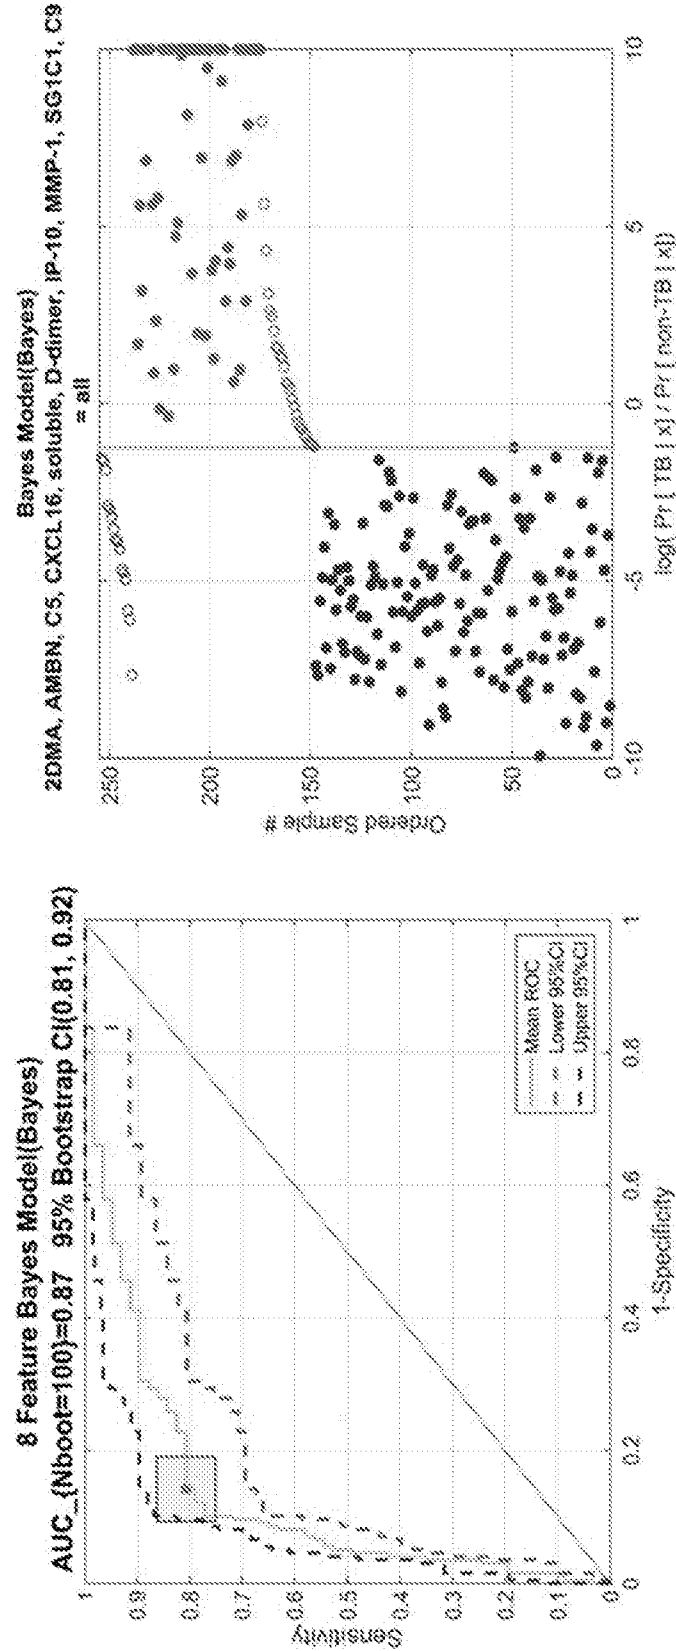 8 Feature Bayes Model(Bayes)
AUC_{Nboot=100}=0.87 95% Bootstrap CI(0.81, 0.92)
Sensitivity
1
0.9
0.8
0.7
0.6
0.5
0.4
0.3
0.2
0.1
0
Mean ROC
Lower 95%CI
Upper 95%CI
0
0.2
0.4
0.6
0.8
1
1-Specificity
Bayes Model(Bayes)
2DMA, AMBN, C5, CXCL16, soluble, D-dimer, IP-10, MMP-1, SG1C1, C9
= all
Ordered Sample #
250
200
150
100
50
0
-10
-5
0
5
10
log( Pr [ TB | x] / Pr [ non-TB | x])